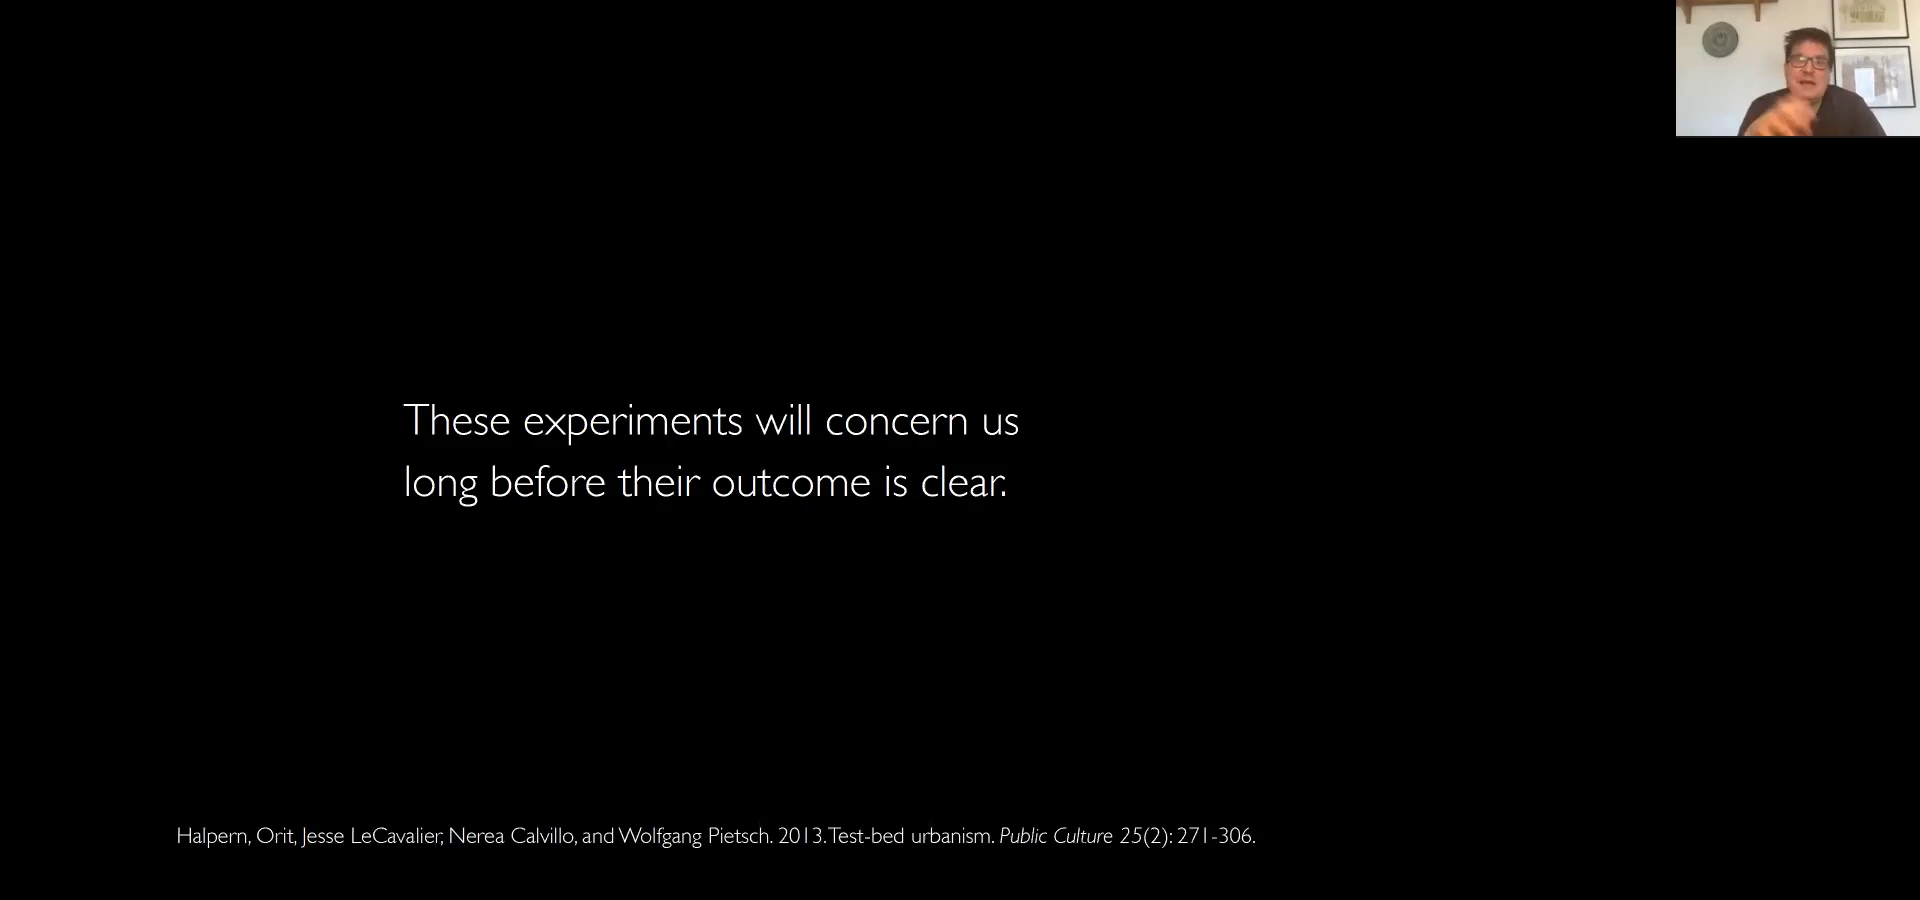 These experiments will concern us
long before their outcome is clear.
Halpern, Orit, Jesse LeCavalier, Nerea Calvillo, and Wolfgang Pietsch. 2013. Test-bed urbanism. Public Culture 25(2): 271-306.